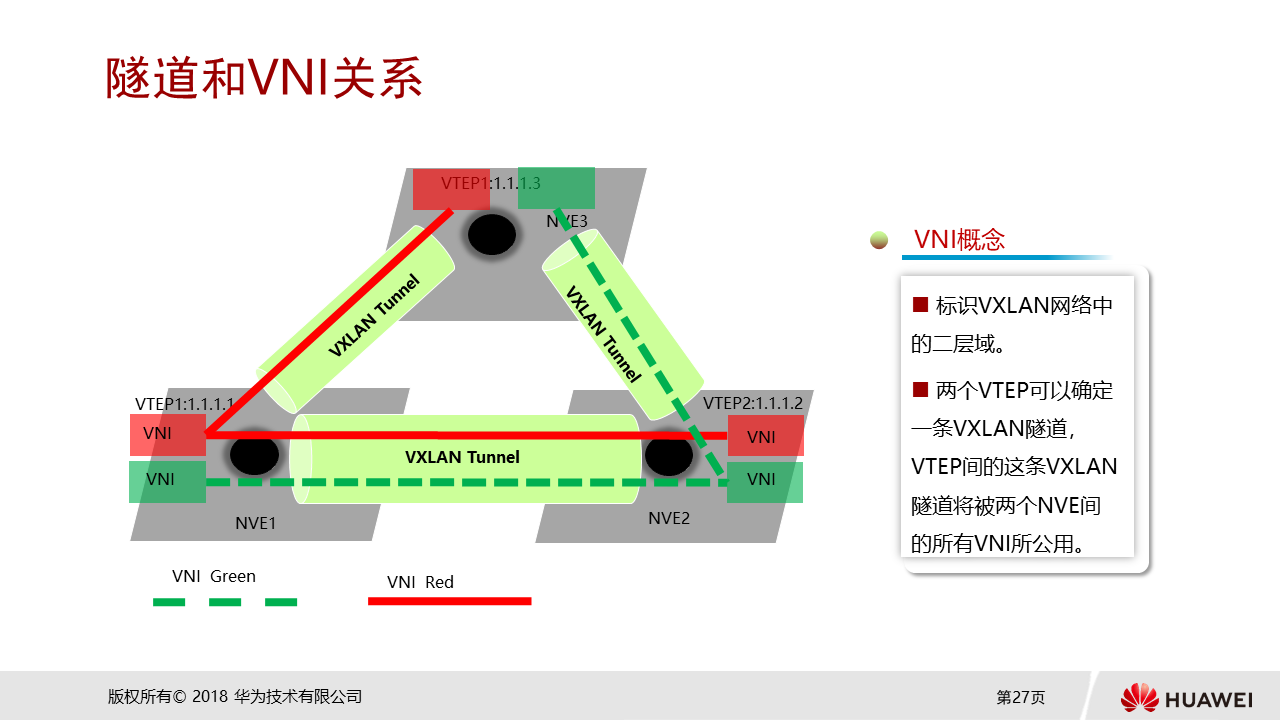 隧道和VNI关系
VTEP1:1.1.1.3
NVE3
VXLAN Tunnel
VXLAN Tunnel
VTEP1:1.1.1.1
VTEP2:1.1.1.2
VNI
VNI
VXLAN Tunnel
VNI
VNI
NVE1
NVE2
VNI Green
VNI Red
VNI概念
■ 标识VXLAN网络中
的二层域。
■ 两个VTEP可以确定
一条VXLAN隧道，
VTEP间的这条VXLAN
隧道将被两个NVE间
的所有VNI所公用。
版权所有© 2018 华为技术有限公司
第27页
HUAWEI